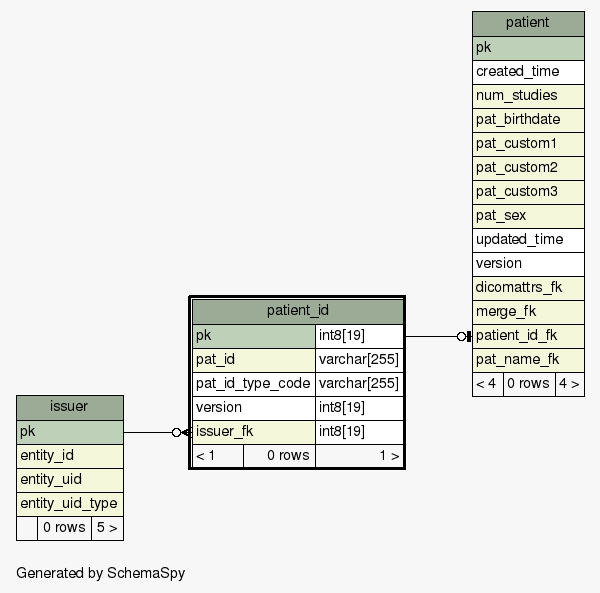 patient
pk
created_time
num_studies
pat_birthdate
pat_custom1
pat_custom2
pat_custom3
pat_sex
updated_time
version
dicomattrs_fk
merge_fk
patient_id_fk
pat_name_fk
< 4 0 rows 4 >
patient_id
pk int8[19]
pat_id varchar[255]
pat_id_type_code varchar[255]
version int8[19]
issuer_fk int8[19]
< 1 0 rows 1 >
issuer
pk
entity_id
entity_uid
entity_uid_type
0 rows 5 >
Generated by SchemaSpy